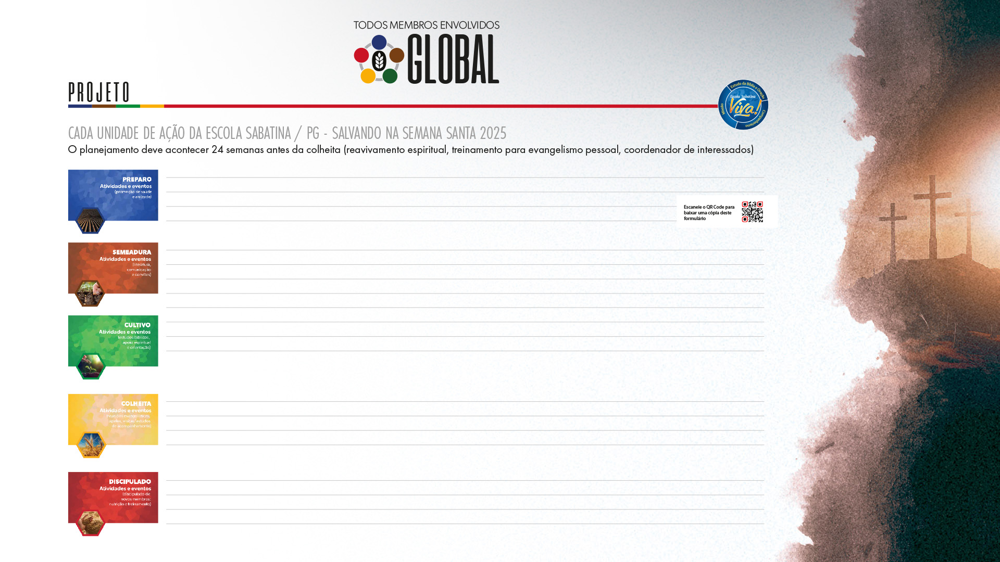 TODOS MEMBROS ENVOLVIDOS
GLOBAL
PROJETO
Estudo da Bíblia e Oração
Escola Sabatina
Viva!
Missão
Companheirismo
CADA UNIDADE DE AÇÃO DA ESCOLA SABATINA / PG - SALVANDO NA SEMANA SANTA 2025
O planejamento deve acontecer 24 semanas antes da colheita (reavivamento espiritual, treinamento para evangelismo pessoal, coordenador de interessados)
PREPARO
Atividades e eventos
(promoção de saúde
e amizade)
Escaneie o QR Code para
baixar uma cópia deste
formulário
SEMEADURA
Atividades e eventos
(literatura,
comunicação
e convites)
CULTIVO
Atividades e eventos
(estudos bíblicos,
apoio espiritual
e orientação)
COLHEITA
Atividades e eventos
(reuniões evangelísticas,
apelos, visitas/estudos
de acompanhamento)
DISCIPULADO
Atividades e eventos
(discipulado de
novos membros:
nutrição e treinamento)